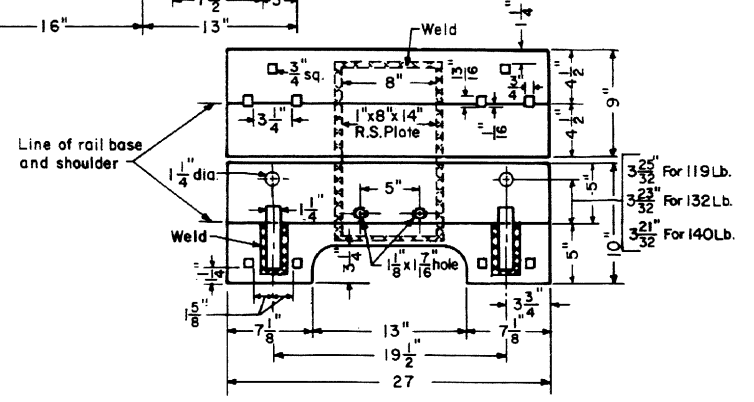 16" 13"
Weld
3/4" sq.
8"
13/16"
3/4"
1/4"
4 1/2"
9"
3 1/4"
1"x8"x14"
R.S. Plate
1/16"
4 1/2"
Line of rail base
and shoulder
1 1/4" dia.
5"
5"
3 25/32" For 119 Lb.
3 23/32" For 132 Lb.
3 21/32" For 140 Lb.
1 1/4"
Weld
5"
10"
1 1/8" x 1 7/16" hole
3 3/4"
1 5/8"
7 1/8" 13" 7 1/8"
19 1/2"
27